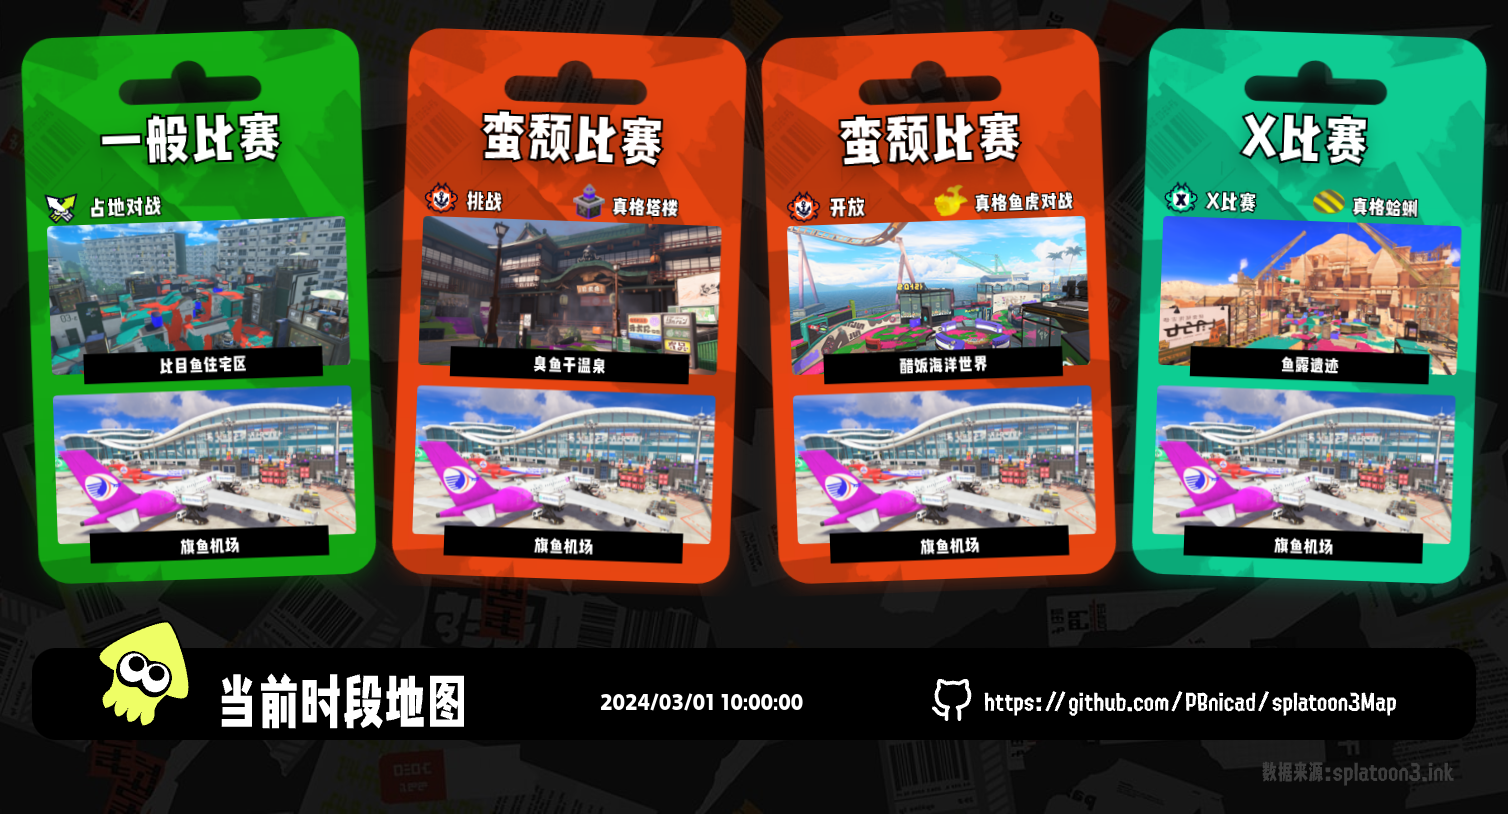 一般比赛
占地对战
比目鱼住宅区
旗鱼机场
蛮颓比赛
挑战
真格塔楼
臭鱼干温泉
旗鱼机场
蛮颓比赛
开放
真格鱼虎对战
醋饭海洋世界
旗鱼机场
X比赛
X比赛
真格蛤蜊
鱼露遗迹
旗鱼机场
当前时段地图
2024/03/01 10:00:00
https://github.com/PBnicad/splatoon3Map
数据来源:splatoon3.ink